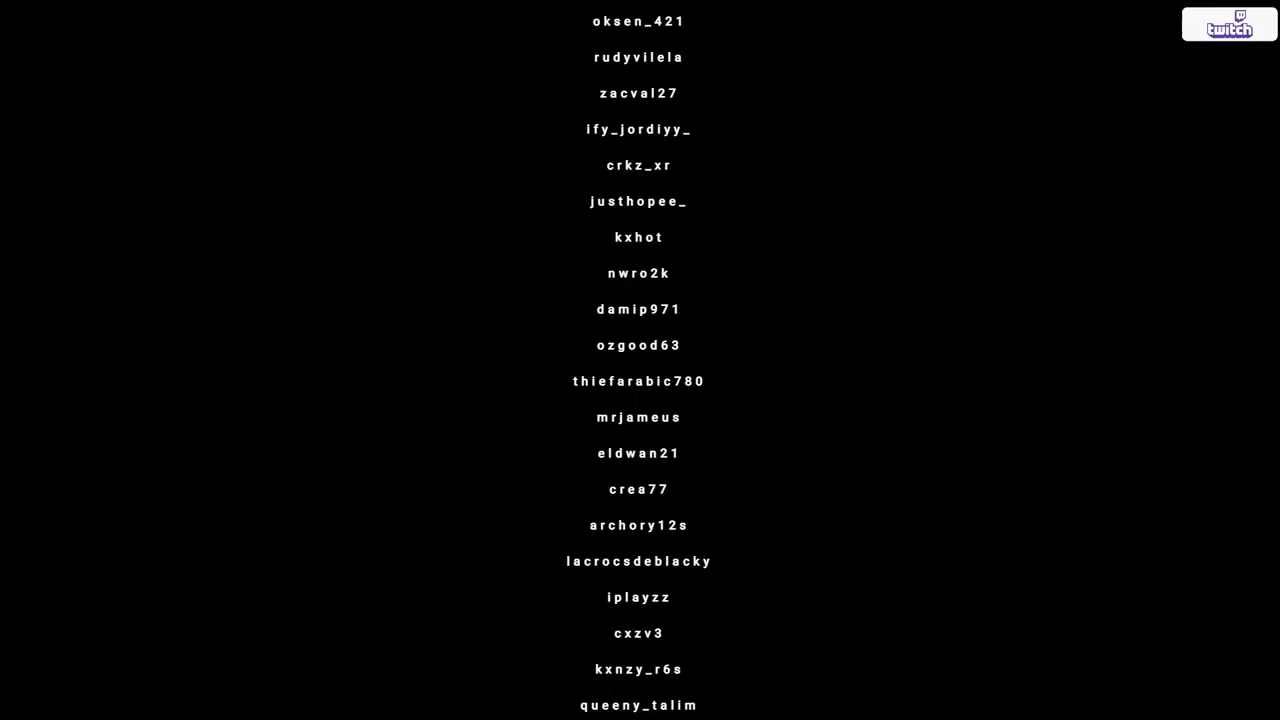 oksen_421
twitch
rudyvilela
zacval27
ify_jordiyy_
crkz_xr
justhopee_
kxhot
nwro2k
damip971
ozgood63
thiefarabic780
mrjameus
eldwan21
crea77
archory12s
lacrocsdeblacky
iplayzz
cxzv3
kxnzy_r6s
queeny_talim